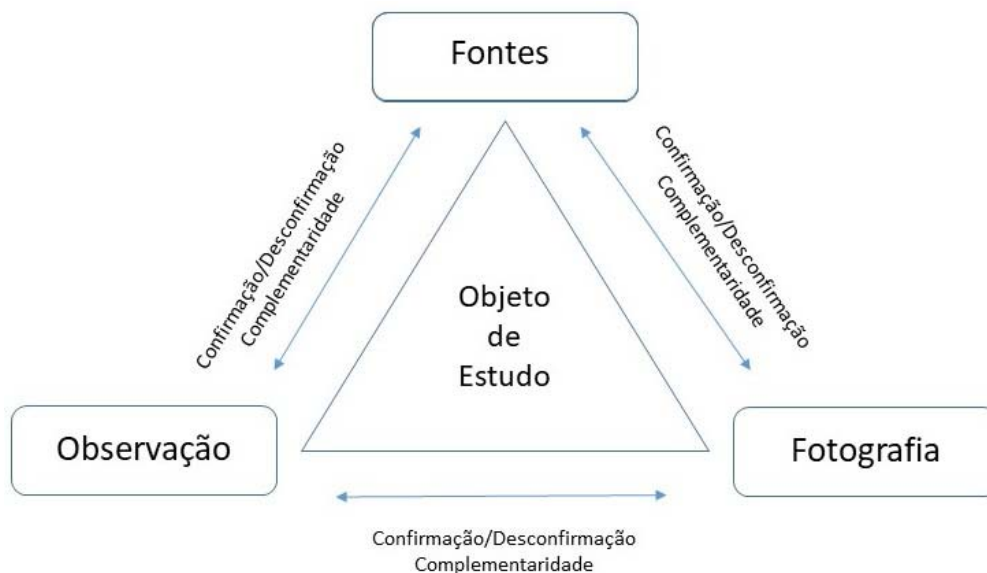 Fontes
Confirmação/Desconfirmação
Complementaridade
Confirmação/Desconfirmação
Complementaridade
Objeto
de
Estudo
Observação
Fotografia
Confirmação/Desconfirmação
Complementaridade